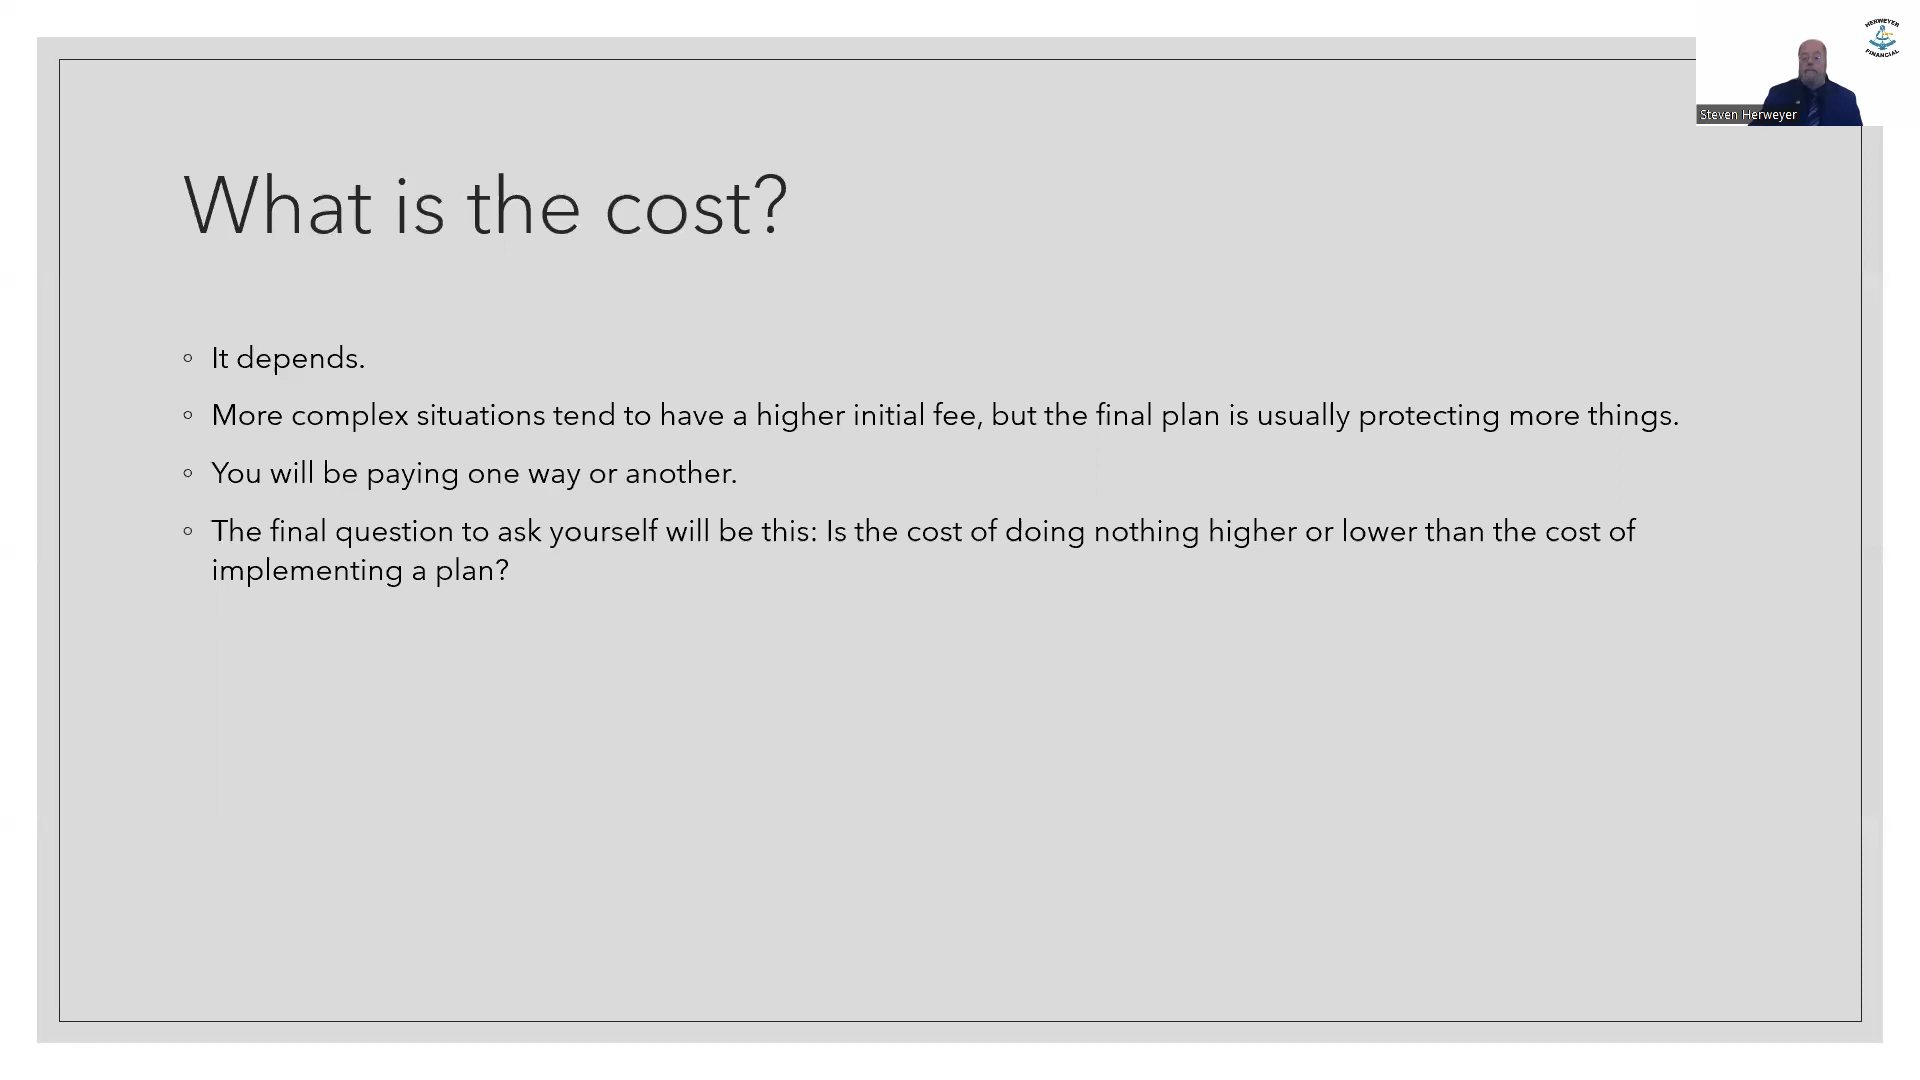 HERWEYER
FINANCIAL
Steven Herweyer
What is the cost?
◦ It depends.
◦ More complex situations tend to have a higher initial fee, but the final plan is usually protecting more things.
◦ You will be paying one way or another.
◦ The final question to ask yourself will be this: Is the cost of doing nothing higher or lower than the cost of
implementing a plan?